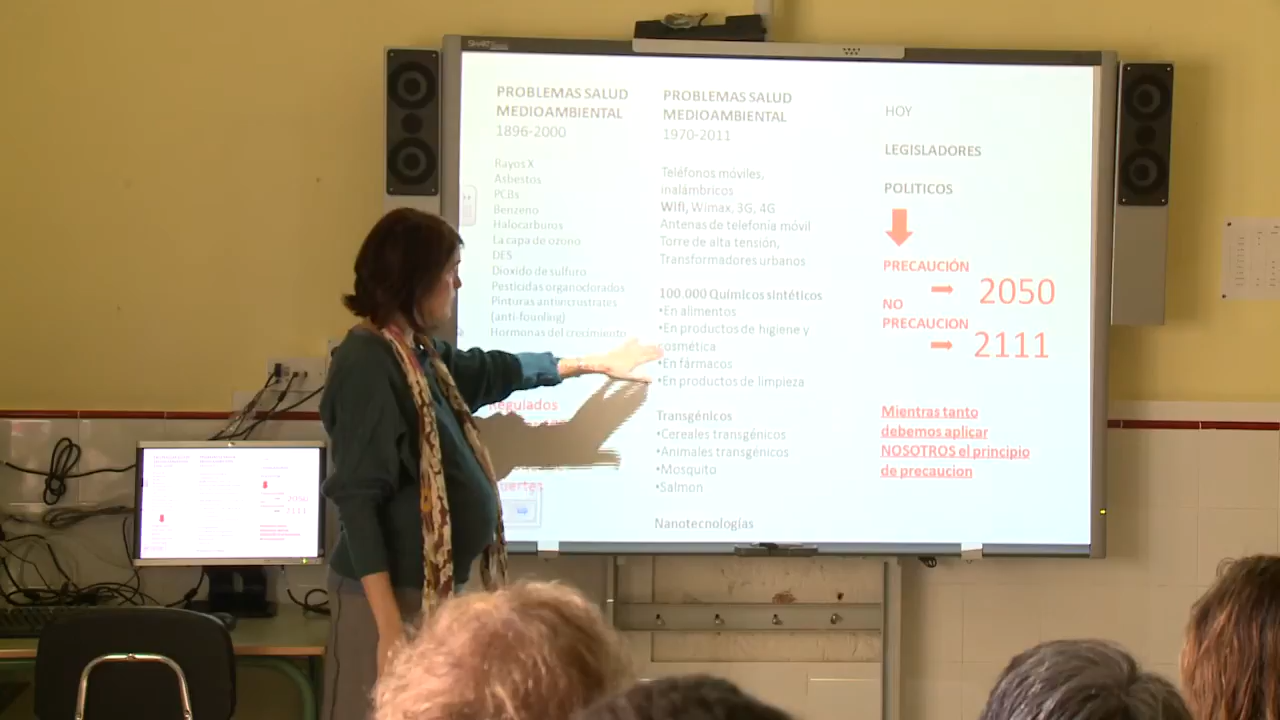 PROBLEMAS SALUD
MEDIOAMBIENTAL
1896-2000
Rayos X
Asbestos
PCBs
Benzeno
Halocarburos
La capa de ozono
DES
Dioxido de sulfuro
Pesticidas organoclorados
Pinturas antiincrustrates
(anti-founling)
Hormonas del crecimiento
Regulados
PROBLEMAS SALUD
MEDIOAMBIENTAL
1970-2011
Teléfonos móviles,
inalámbricos
Wifi, Wimax, 3G, 4G
Antenas de telefonía móvil
Torre de alta tensión,
Transformadores urbanos
100.000 Químicos sintéticos
•En alimentos
•En productos de higiene y
cosmética
•En fármacos
•En productos de limpieza
Transgénicos
•Cereales transgénicos
•Animales transgénicos
•Mosquito
•Salmon
Nanotecnologías
HOY
LEGISLADORES
POLITICOS
PRECAUCIÓN
2050
NO
PRECAUCION
2111
Mientras tanto
debemos aplicar
NOSOTROS el principio
de precaucion